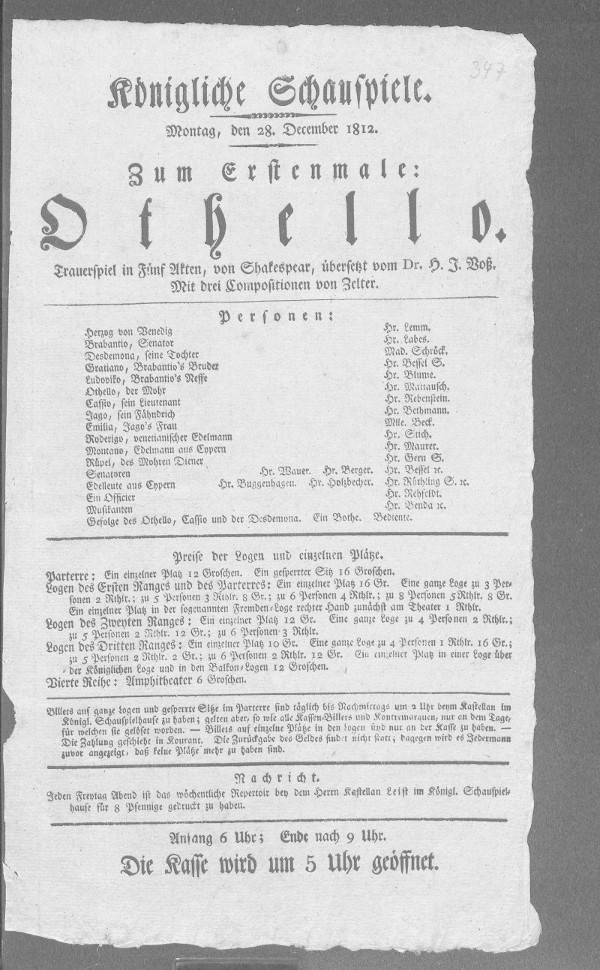 347
Königliche Schauspiele.
Montag, den 28. December 1812.
Zum Erstenmale:
Othello.
Trauerspiel in Fünf Akten, von Shakespear, übersetzt vom Dr. H. J. Voß.
Mit drei Compositionen von Zelter.
Personen:
Herzog von Venedig Hr. Lemm.
Brabantio, Senator Hr. Labes.
Desdemona, seine Tochter Mad. Schröck.
Gratiano, Brabantio's Bruder Hr. Bessel S.
Ludoviko, Brabantio's Neffe Hr. Blume.
Othello, der Mohr Hr. Mattausch.
Cassio, sein Lieutenant Hr. Rebenstein.
Jago, sein Fähndrich Hr. Bethmann.
Emilia, Jago's Frau Mlle. Beck.
Roderigo, venetianischer Edelmann Hr. Stich.
Montano, Edelmann aus Cypern Hr. Maurer.
Rüpel, des Mohren Diener Hr. Gern S.
Senatoren Hr. Wauer. Hr. Berger. Hr. Bessel ꝛc.
Edelleute aus Cypern Hr. Buggenhagen. Hr. Holzbecher. Hr. Rüthling S. ꝛc.
Ein Officier Hr. Rehfeldt.
Musikanten Hr. Benda ꝛc.
Gefolge des Othello, Cassio und der Desdemona. Ein Bothe. Bediente.
Preise der Logen und einzelnen Plätze.
Parterre: Ein einzelner Platz 12 Groschen. Ein gesperrter Sitz 16 Groschen.
Logen des Ersten Ranges und des Parterres: Ein einzelner Platz 16 Gr. Eine ganze Loge zu 3 Per-
sonen 2 Rthlr.; zu 5 Personen 3 Rthlr. 8 Gr.; zu 6 Personen 4 Rthlr.; zu 8 Personen 5 Rthlr. 8 Gr.
Ein einzelner Platz in der sogenannten Fremden-Loge rechter Hand zunächst am Theater 1 Rthlr.
Logen des Zweyten Ranges: Ein einzelner Platz 12 Gr. Eine ganze Loge zu 4 Personen 2 Rthlr.;
zu 5 Personen 2 Rthlr. 12 Gr.; zu 6 Personen 3 Rthlr.
Logen des Dritten Ranges: Ein einzelner Platz 10 Gr. Eine ganze Loge zu 4 Personen 1 Rthlr. 16 Gr.;
zu 5 Personen 2 Rthlr. 2 Gr.; zu 6 Personen 2 Rthlr. 12 Gr. Ein einzelner Platz in einer Loge über
der Königlichen Loge und in den Balkon-Logen 12 Groschen.
Vierte Reihe: Amphitheater 6 Groschen.
Billets auf ganze Logen und gesperrte Sitze im Parterre sind täglich bis Nachmittags um 2 Uhr beym Kastellan im
Königl. Schauspielhause zu haben; gelten aber, so wie alle Kassen-Billets und Kontremarquen, nur an dem Tage,
für welchen sie gelöset worden. — Billets auf einzelne Plätze in den Logen sind nur an der Kasse zu haben. —
Die Zahlung geschieht in Kourant. Die Zurückgabe des Geldes findet nicht statt; dagegen wird es Jedermann
zuvor angezeigt, daß keine Plätze mehr zu haben sind.
Nachricht.
Jeden Freytag Abend ist das wöchentliche Repertoir bey dem Herrn Kastellan Leist im Königl. Schauspiel-
hause für 8 Pfennige gedruckt zu haben.
Anfang 6 Uhr; Ende nach 9 Uhr.
Die Kasse wird um 5 Uhr geöffnet.